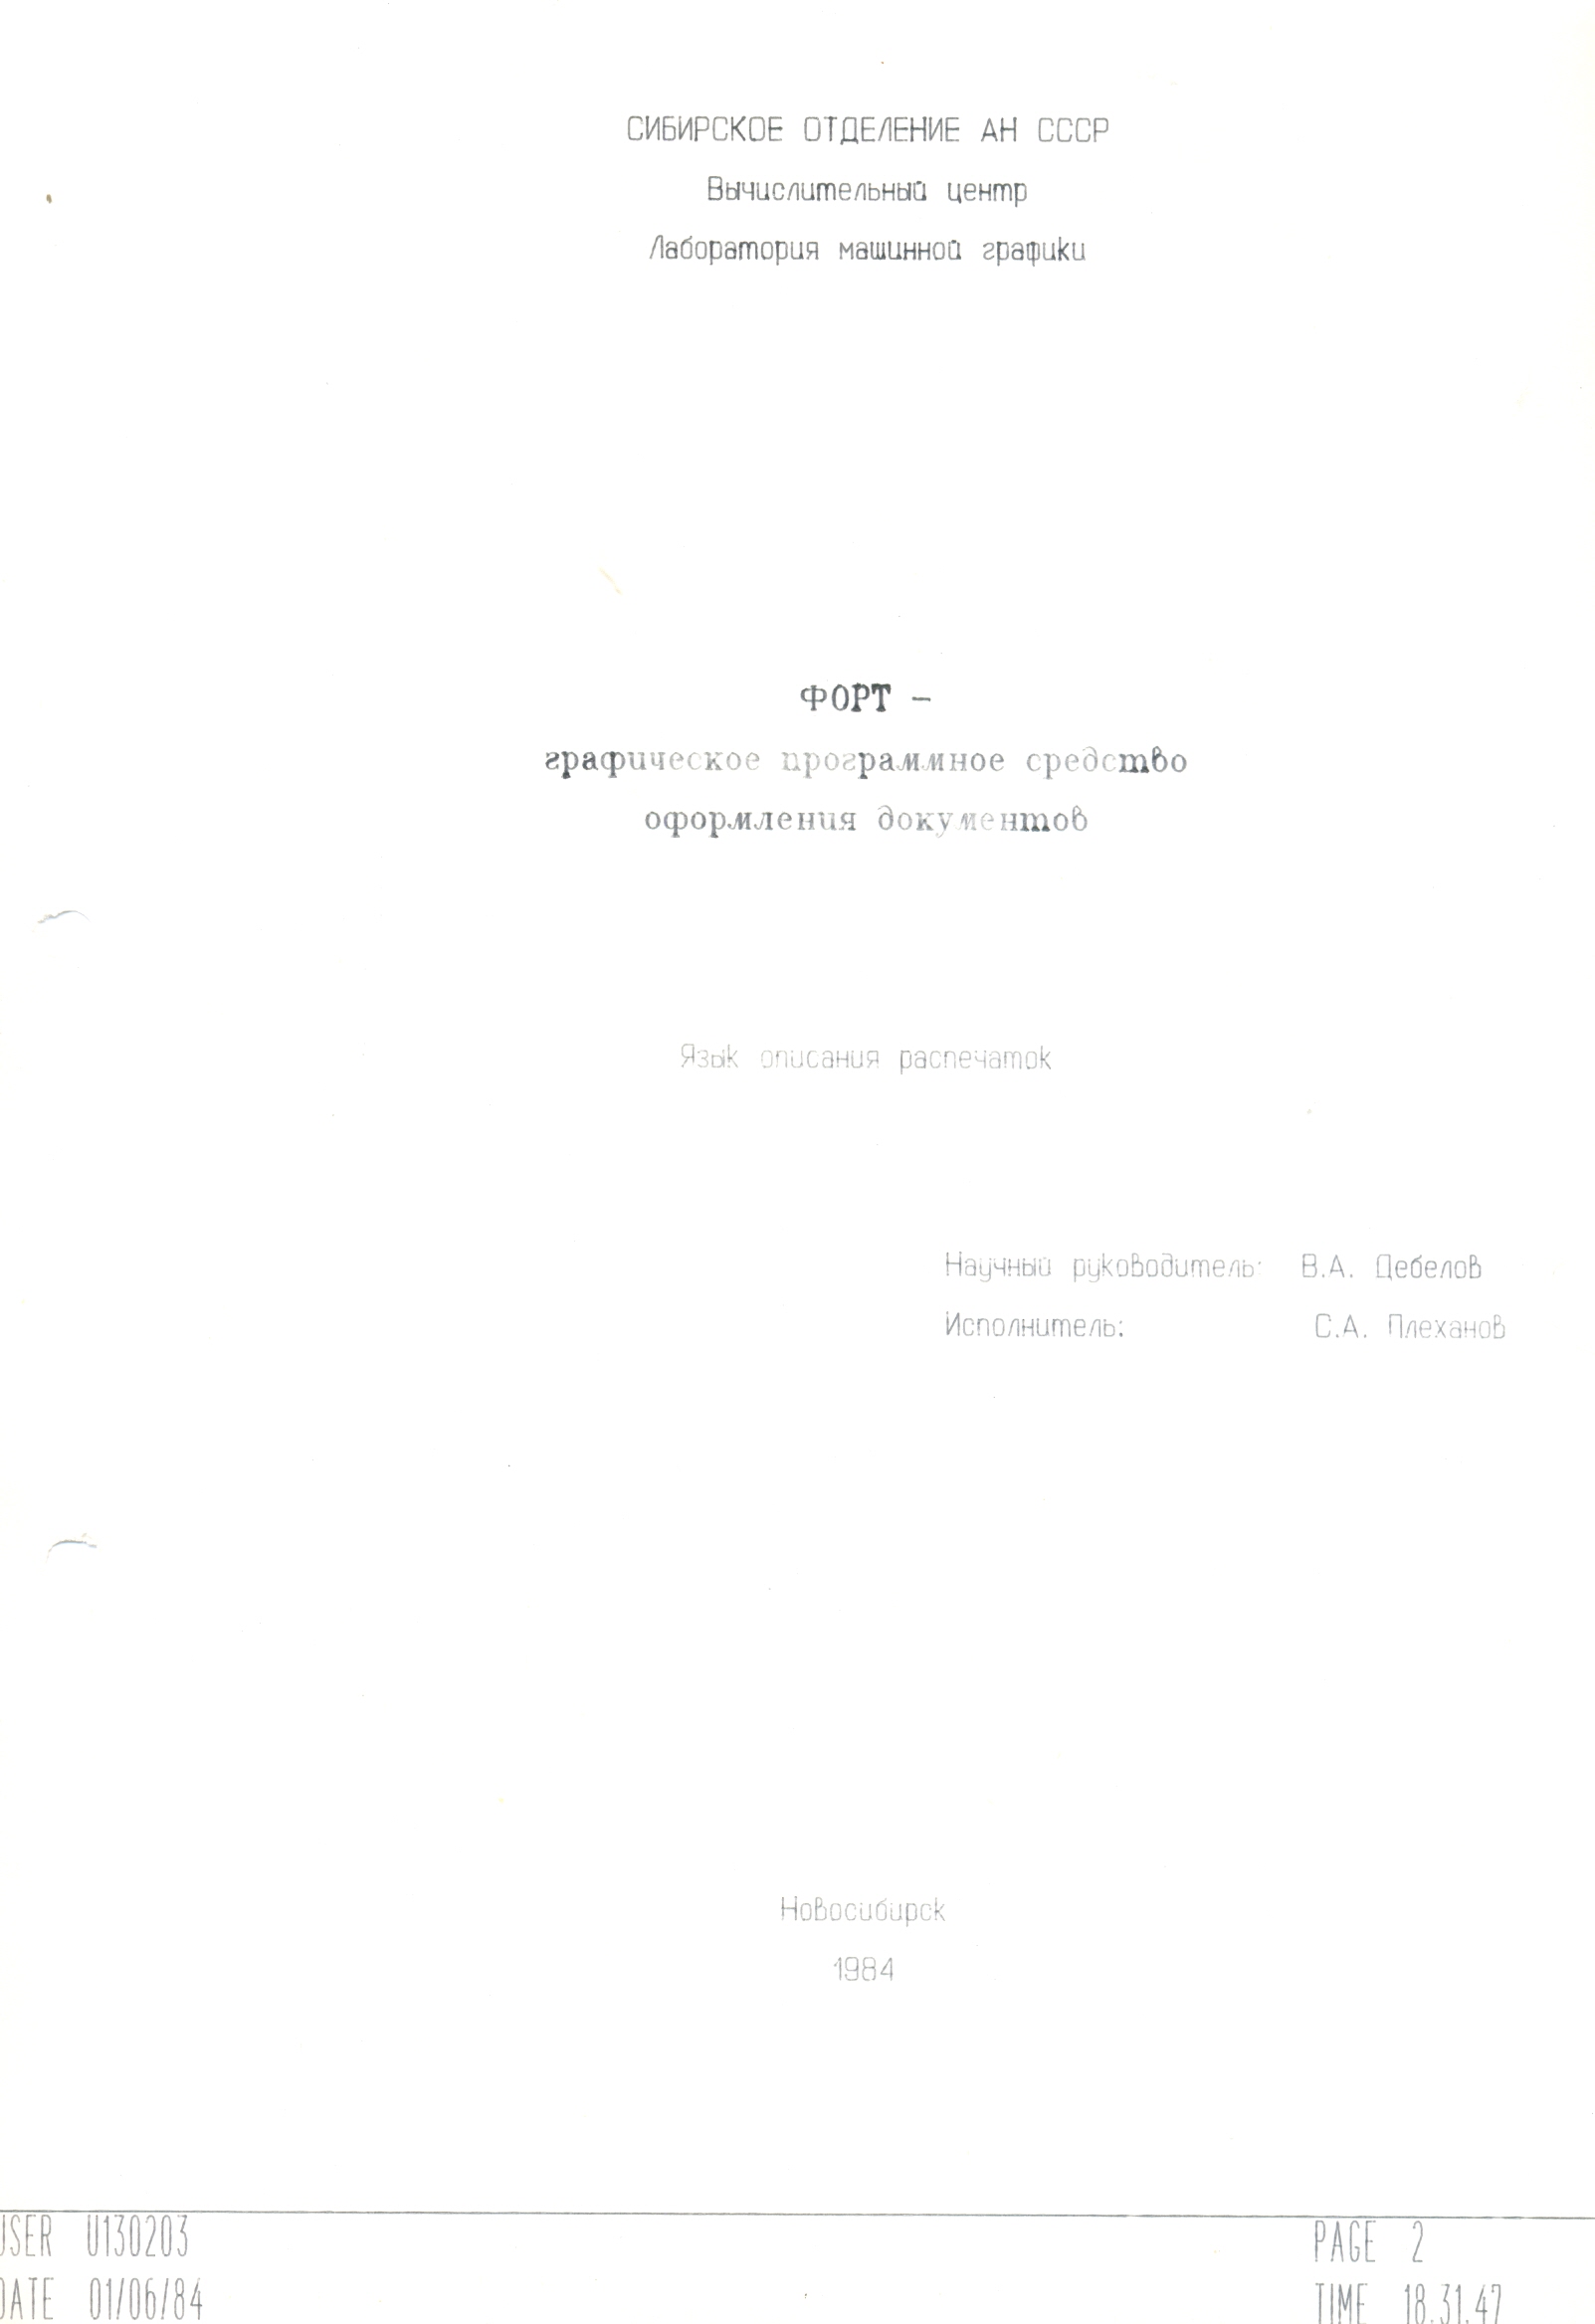 СИБИРСКОЕ ОТДЕЛЕНИЕ АН СССР
Вычислительный центр
Лаборатория машинной графики
ФОРТ –
графическое программное средство
оформления документов
Язык описания распечаток
Научный руководитель: В.А. Дебелов
Исполнитель: С.А. Плеханов
Новосибирск
1984
USER U130203 PAGE 2
DATE 01/06/84 TIME 18.31.47